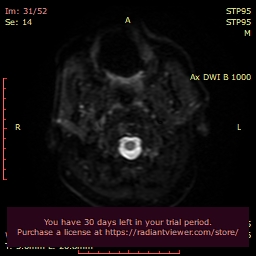 Im: 31/52
Se: 14
A
STP95
STP95
M
Ax DWI B 1000
R
L
You have 30 days left in your trial period.
Purchase a license at https://radiantviewer.com/store/